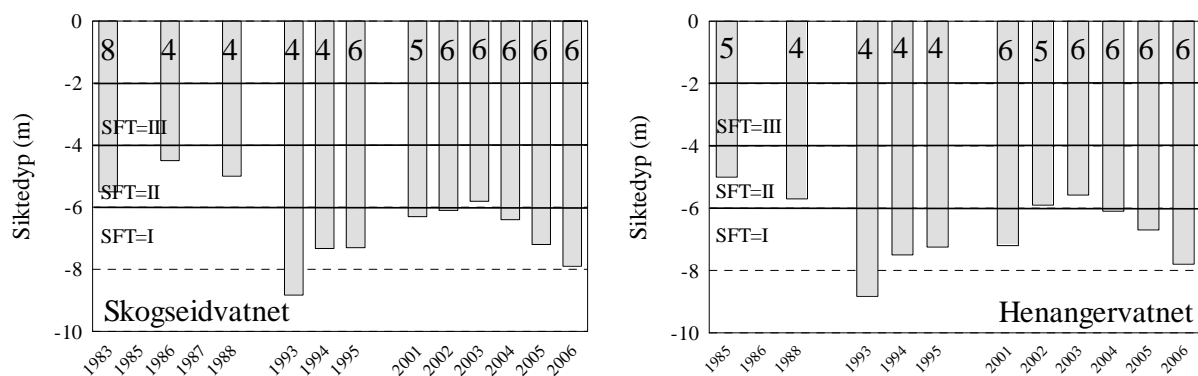 0
-2
-4
-6
-8
-10
Siktedyp (m)
8 4 4 4 4 6 5 6 6 6 6 6
SFT=III
SFT=II
SFT=I
Skogseidvatnet
1983 1985 1986 1987 1988 1993 1994 1995 2001 2002 2003 2004 2005 2006
0
-2
-4
-6
-8
-10
Siktedyp (m)
5 4 4 4 4 6 5 6 6 6 6
SFT=III
SFT=II
SFT=I
Henangervatnet
1985 1986 1988 1993 1994 1995 2001 2002 2003 2004 2005 2006